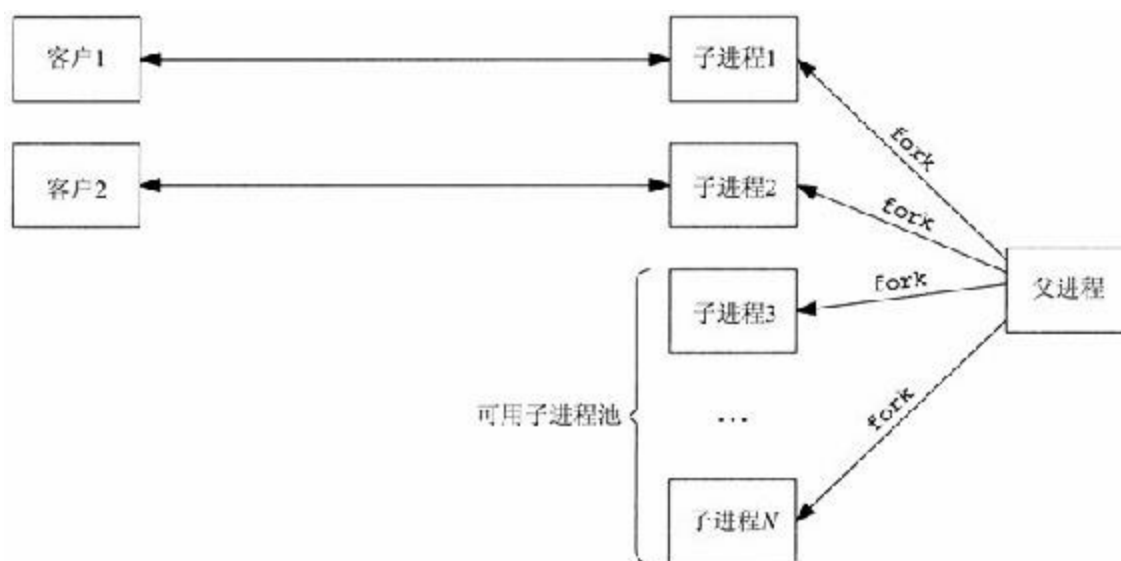 客户1
子进程1
fork
客户2
子进程2
fork
父进程
fork
子进程3
可用子进程池
...
fork
子进程N